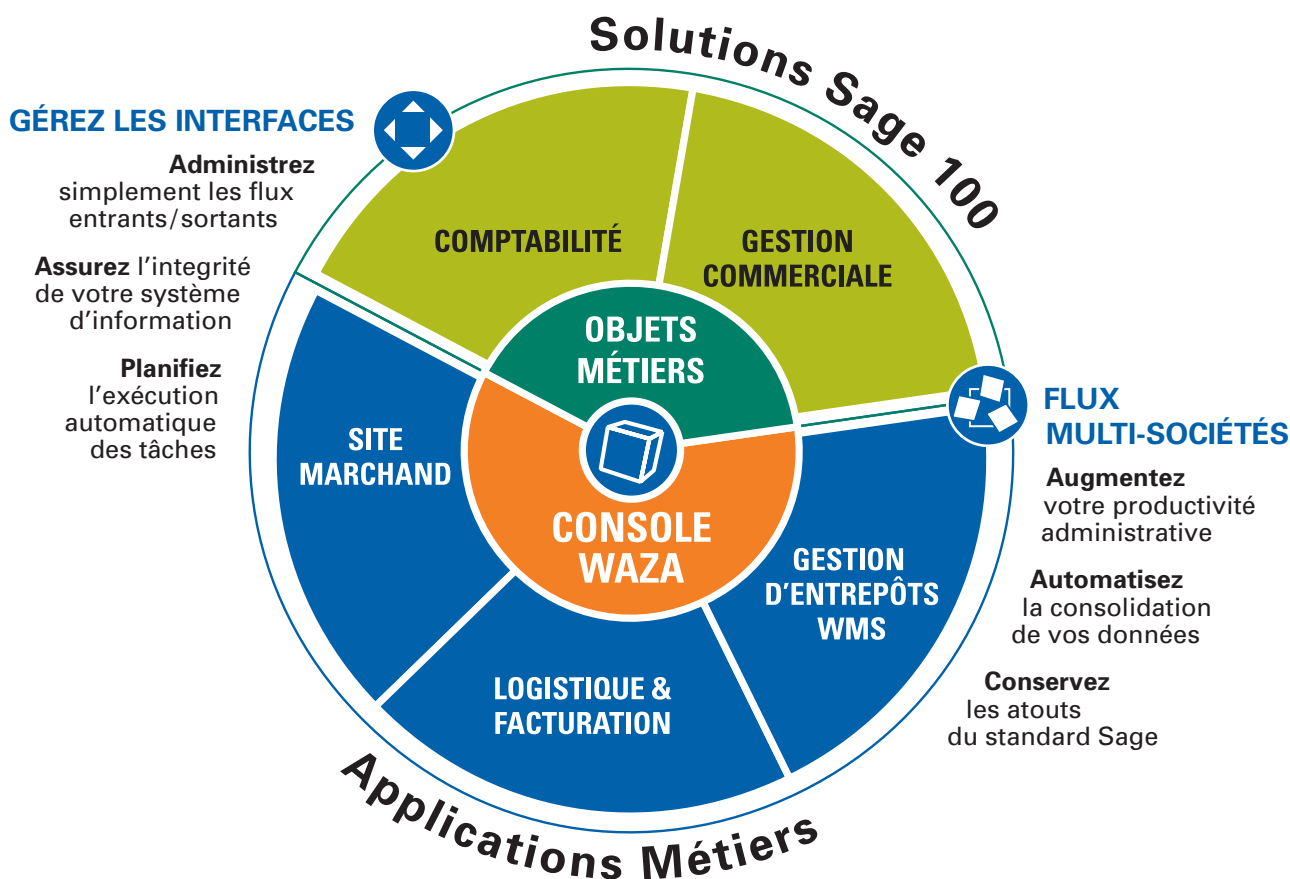 Solutions Sage 100
GÉREZ LES INTERFACES
Administrez
simplement les flux
entrants/sortants
Assurez l'integrité
de votre système
d'information
Planifiez
l'exécution
automatique
des tâches
COMPTABILITÉ
GESTION
COMMERCIALE
OBJETS
MÉTIERS
SITE
MARCHAND
CONSOLE
WAZA
GESTION
D'ENTREPÔTS
WMS
LOGISTIQUE &
FACTURATION
FLUX
MULTI-SOCIÉTÉS
Augmentez
votre productivité
administrative
Automatisez
la consolidation
de vos données
Conservez
les atouts
du standard Sage
Applications Métiers